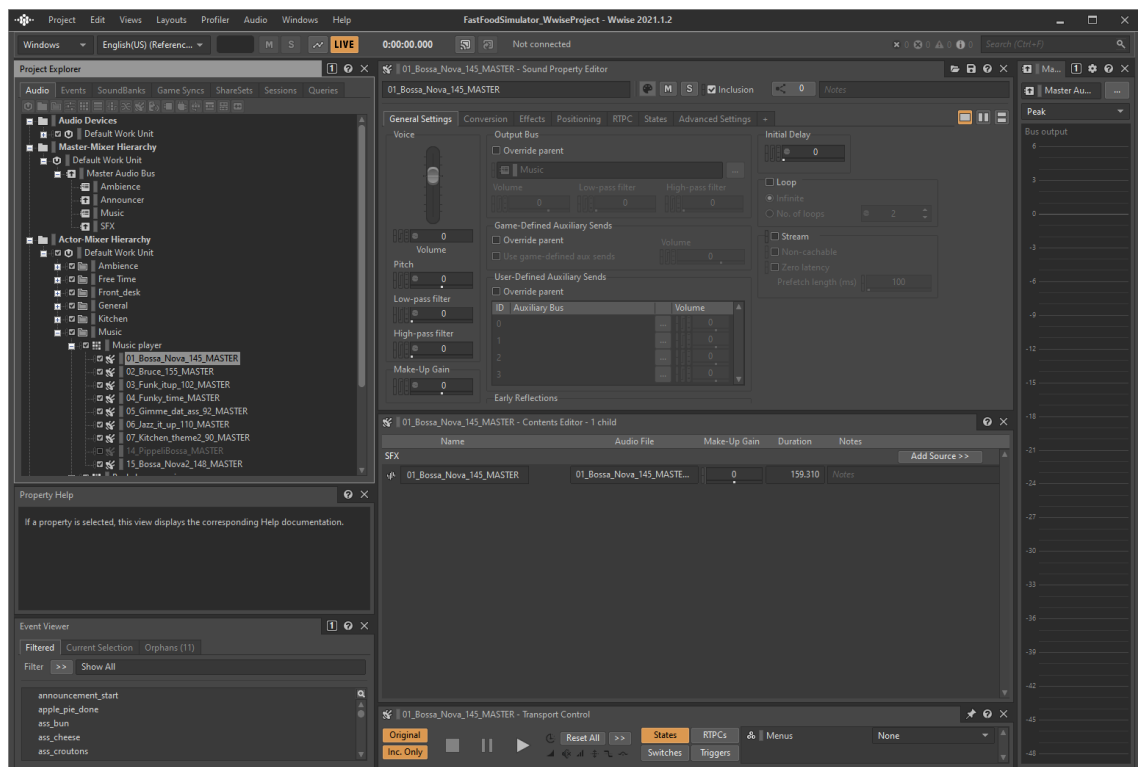 Project Edit Views Layouts Profiler Audio Windows Help FastFoodSimulator_WwiseProject - Wwise 2021.1.2
Windows English(US) (Referenc... M S LIVE 0:00:00.000 Not connected 0 0 0 0 Search (Ctrl+F)
Project Explorer 1
Audio Events SoundBanks Game Syncs ShareSets Sessions Queries
Audio Devices
Default Work Unit
Master-Mixer Hierarchy
Default Work Unit
Master Audio Bus
Ambience
Announcer
Music
SFX
Actor-Mixer Hierarchy
Default Work Unit
Ambience
Free Time
Front_desk
General
Kitchen
Music
Music player
01_Bossa_Nova_145_MASTER
02_Bruce_155_MASTER
03_Funk_itup_102_MASTER
04_Funky_time_MASTER
05_Gimme_dat_ass_92_MASTER
06_Jazz_it_up_110_MASTER
07_Kitchen_theme2_90_MASTER
14_PippeliBossa_MASTER
15_Bossa_Nova2_148_MASTER
Property Help
If a property is selected, this view displays the corresponding Help documentation.
Event Viewer 1
Filtered Current Selection Orphans (11)
Filter >> Show All
announcement_start
apple_pie_done
ass_bun
ass_cheese
ass_croutons
01_Bossa_Nova_145_MASTER - Sound Property Editor
01_Bossa_Nova_145_MASTER M S Inclusion 0 Notes
General Settings Conversion Effects Positioning RTPC States Advanced Settings +
Voice
0
Volume
Pitch
0
Low-pass filter
0
High-pass filter
0
Make-Up Gain
0
Output Bus
Override parent
Music ...
Volume Low-pass filter High-pass filter
0 0 0
Game-Defined Auxiliary Sends
Override parent Volume
Use game-defined aux sends 0
User-Defined Auxiliary Sends
Override parent
ID Auxiliary Bus Volume
0 ... 0
1 ... 0
2 ... 0
3 ... 0
Early Reflections
Initial Delay
0
Loop
Infinite
No. of loops 2
Stream
Non-cachable
Zero latency
Prefetch length (ms) 100
01_Bossa_Nova_145_MASTER - Contents Editor - 1 child
Name Audio File Make-Up Gain Duration Notes
SFX Add Source >>
01_Bossa_Nova_145_MASTER 01_Bossa_Nova_145_MASTE... 0 159.310 Notes
01_Bossa_Nova_145_MASTER - Transport Control
Original Reset All >> States RTPCs Menus None
Inc. Only Switches Triggers
Ma... 1
Master Au... ...
Peak
Bus output
6
3
0
-3
-6
-9
-12
-15
-18
-21
-24
-27
-30
-33
-36
-39
-42
-45
-48